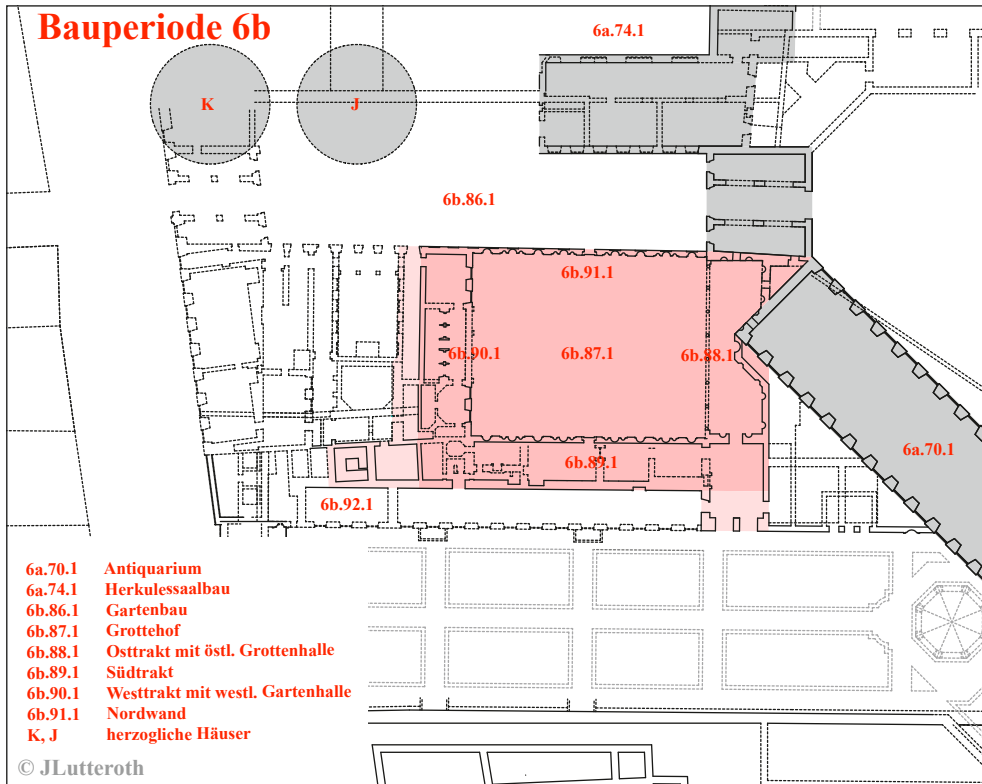 Bauperiode 6b
6a.74.1
K
J
6b.86.1
6b.91.1
6b.90.1
6b.87.1
6b.88.1
6a.70.1
6b.89.1
6b.92.1
6a.70.1 Antiquarium
6a.74.1 Herkulessaalbau
6b.86.1 Gartenbau
6b.87.1 Grottehof
6b.88.1 Osttrakt mit östl. Grottenhalle
6b.89.1 Südtrakt
6b.90.1 Westtrakt mit westl. Gartenhalle
6b.91.1 Nordwand
K, J herzogliche Häuser
© JLutteroth